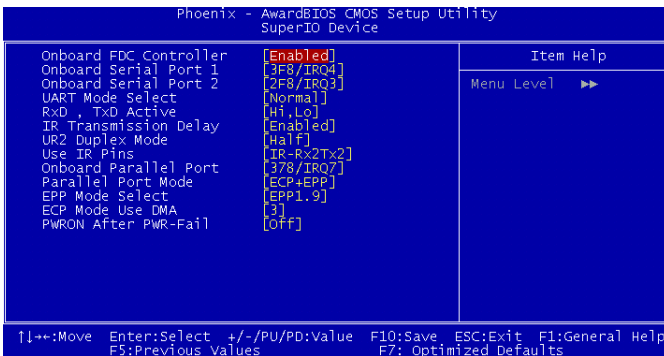 Phoenix - AwardBIOS CMOS Setup Utility
SuperIO Device
Onboard FDC Controller [Enabled]
Onboard Serial Port 1 [3F8/IRQ4]
Onboard Serial Port 2 [2F8/IRQ3]
UART Mode Select [Normal]
RxD , TxD Active [Hi,Lo]
IR Transmission Delay [Enabled]
UR2 Duplex Mode [Half]
Use IR Pins [IR-Rx2Tx2]
Onboard Parallel Port [378/IRQ7]
Parallel Port Mode [ECP+EPP]
EPP Mode Select [EPP1.9]
ECP Mode Use DMA [3]
PWRON After PWR-Fail [Off]
Item Help
Menu Level ▶▶
↑↓→←:Move Enter:Select +/-/PU/PD:Value F10:Save ESC:Exit F1:General Help
F5:Previous Values F7: Optimized Defaults